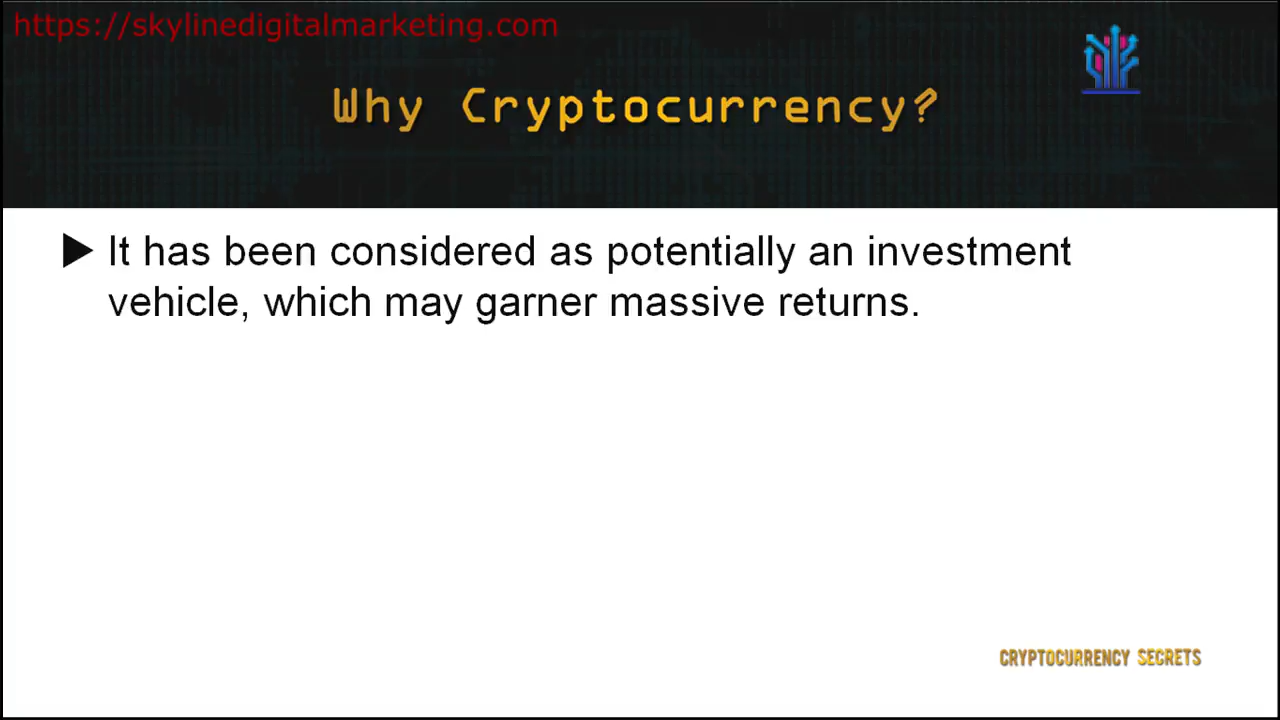 https://skylinedigitalmarketing.com
Why Cryptocurrency?
It has been considered as potentially an investment
vehicle, which may garner massive returns.
CRYPTOCURRENCY SECRETS